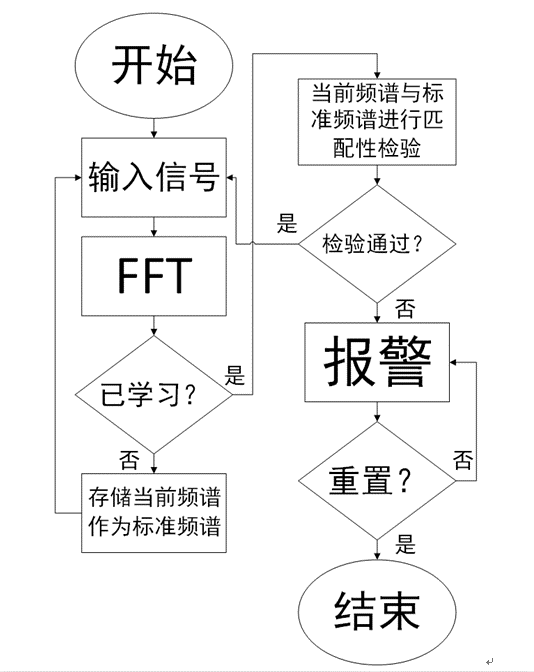 开始
输入信号
FFT
已学习？
是
否
存储当前频谱
作为标准频谱
当前频谱与标
准频谱进行匹
配性检验
是
检验通过？
否
报警
重置？
否
是
结束